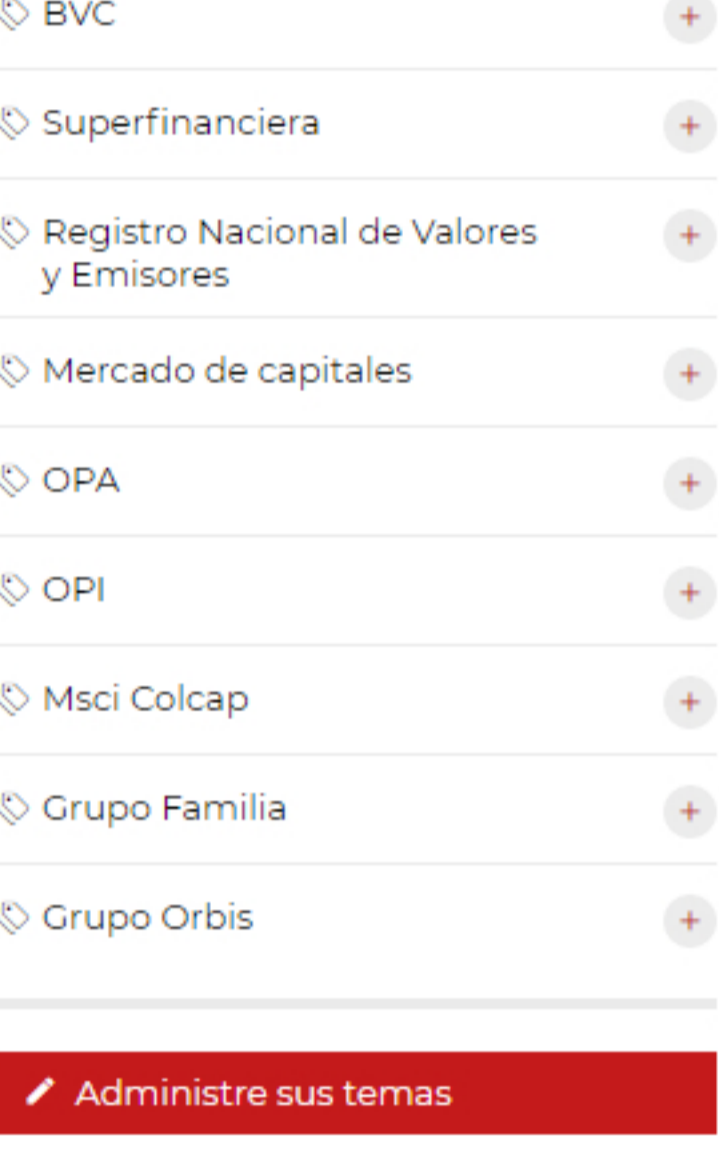 BVC
Superfinanciera
Registro Nacional de Valores
y Emisores
Mercado de capitales
OPA
OPI
Msci Colcap
Grupo Familia
Grupo Orbis
Administre sus temas